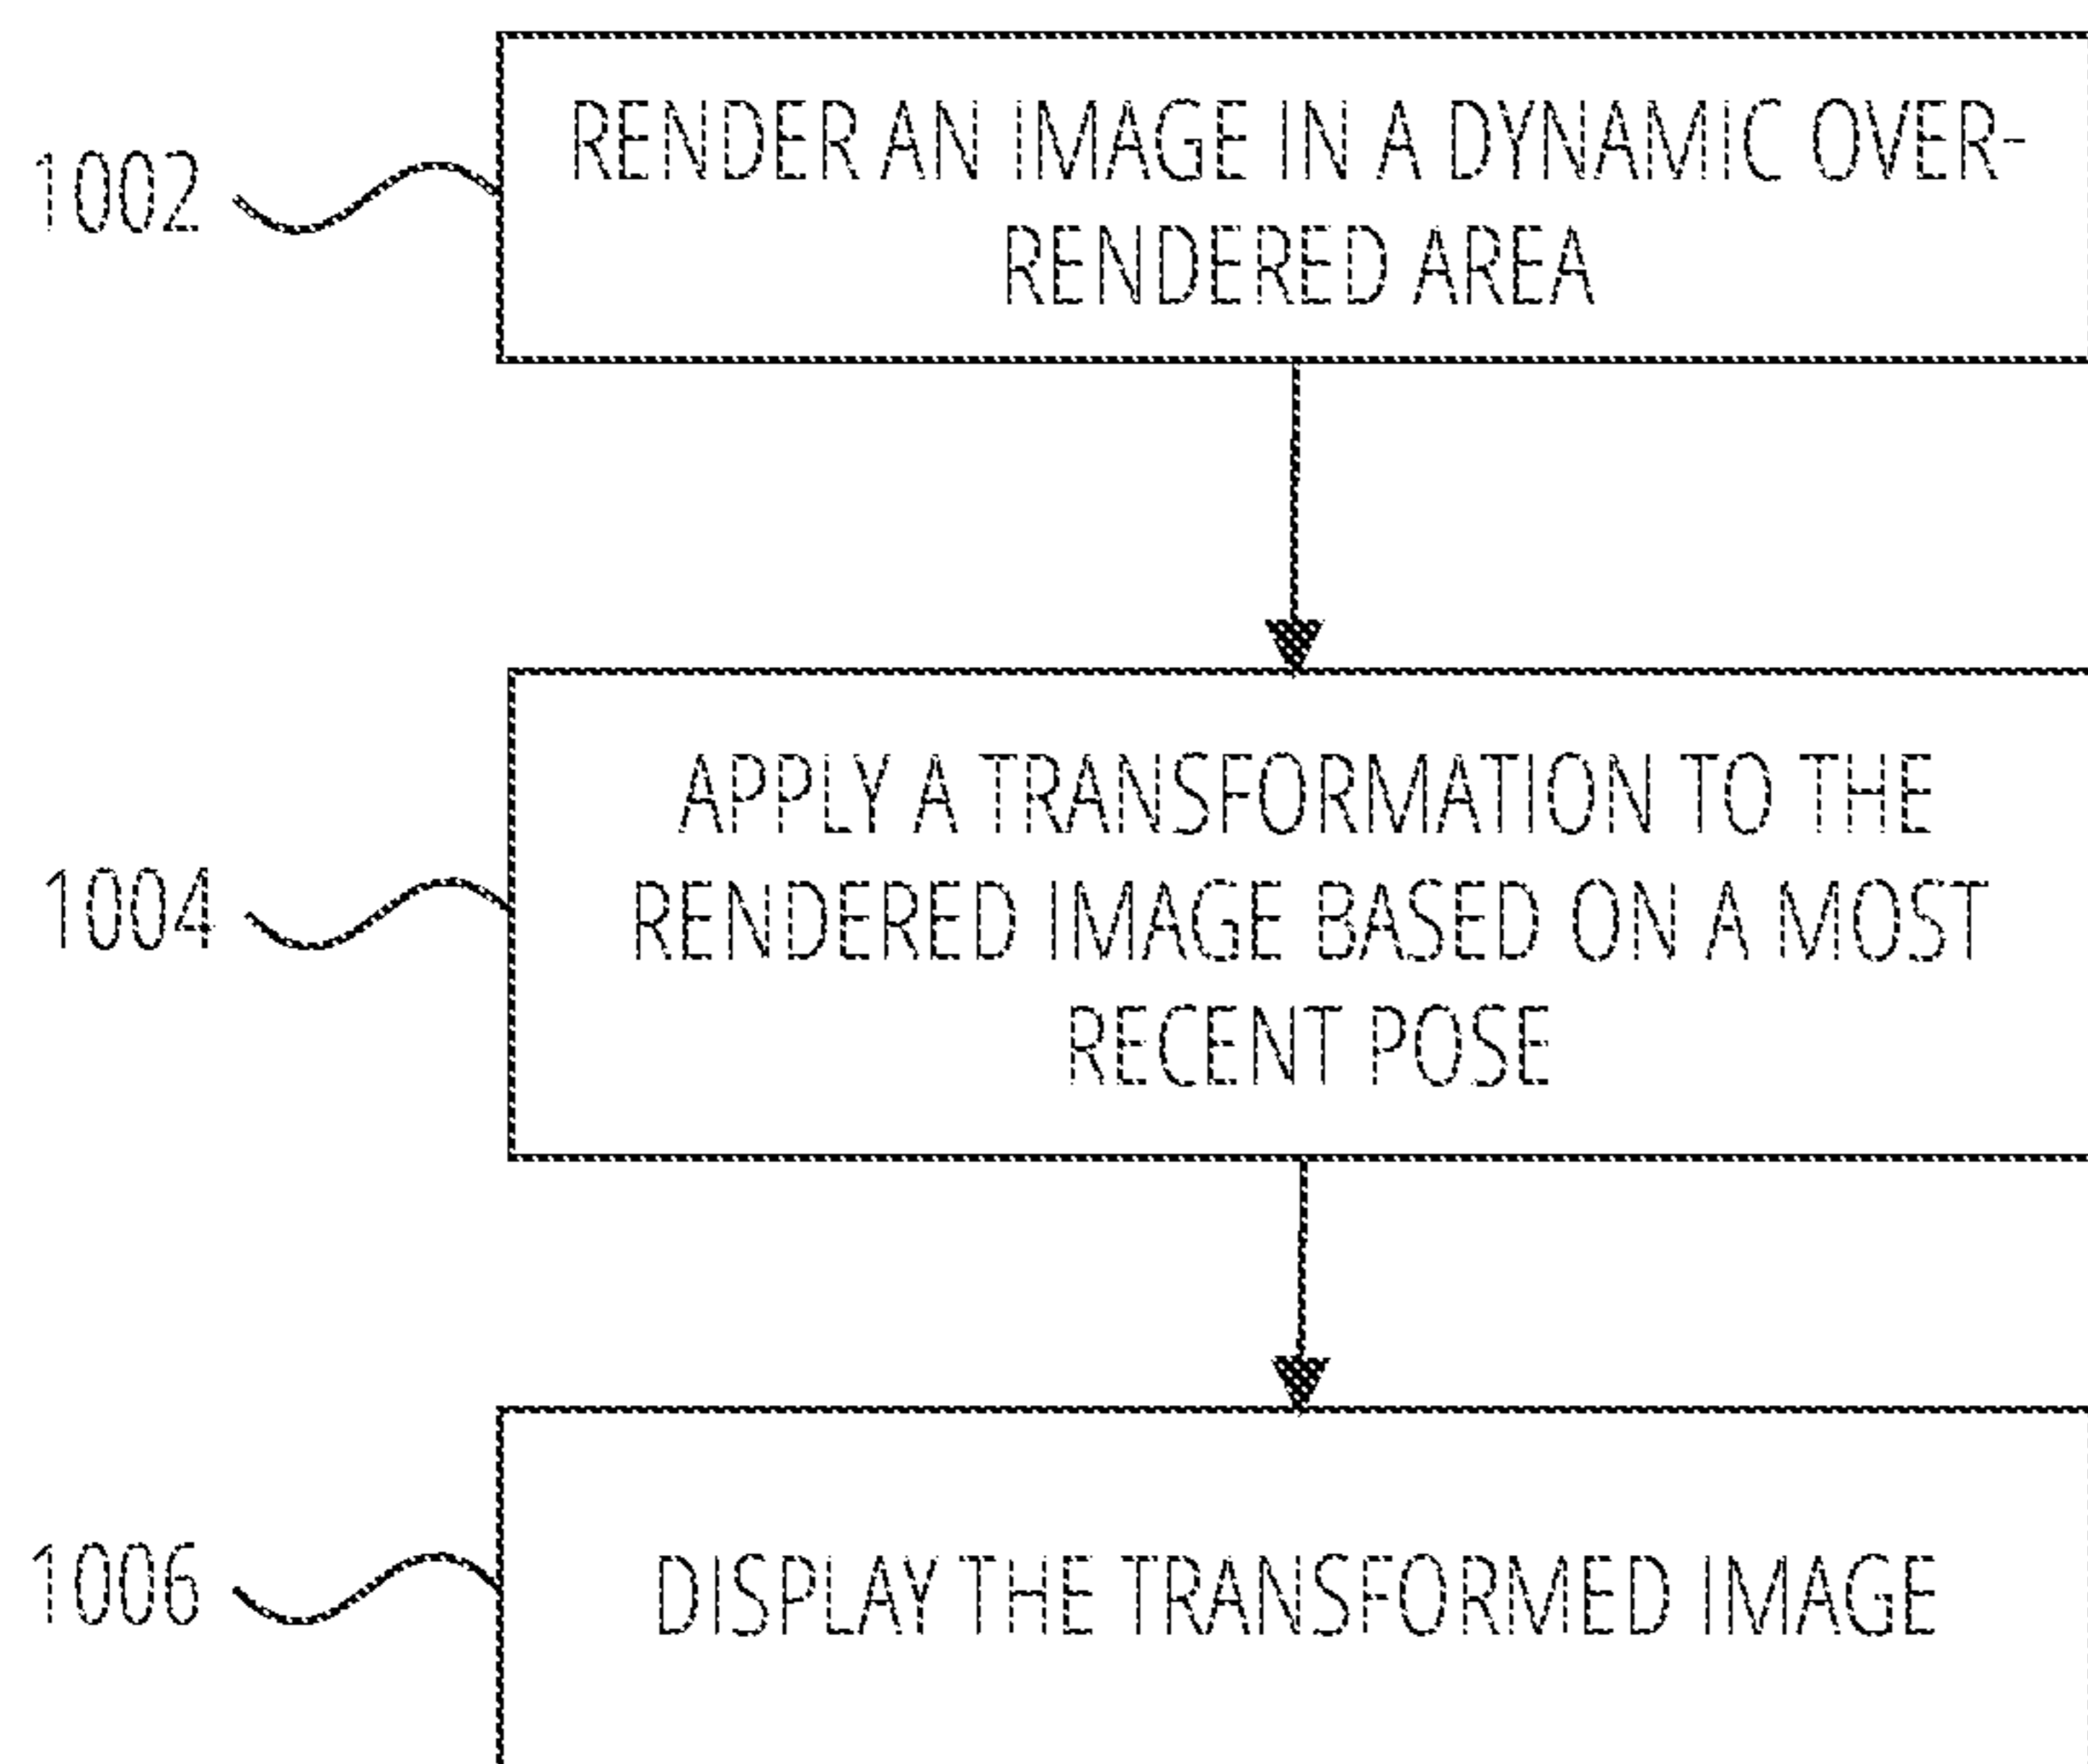 1002
RENDER AN IMAGE IN A DYNAMIC OVER-
RENDERED AREA
1004
APPLY A TRANSFORMATION TO THE
RENDERED IMAGE BASED ON A MOST
RECENT POSE
1006
DISPLAY THE TRANSFORMED IMAGE